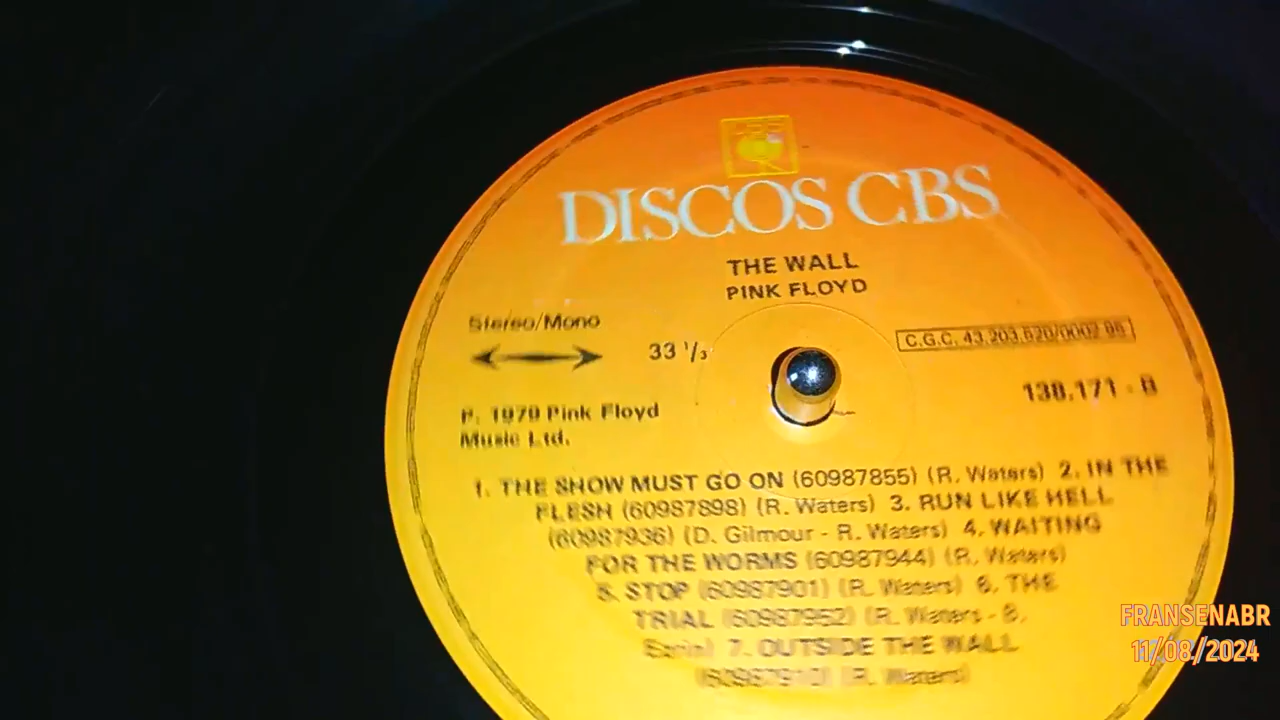 DISCOS CBS
THE WALL
PINK FLOYD
Stereo/Mono
33 1/3
C.G.C. 43.203.520/0002-
138.171 - B
P. 1979 Pink Floyd
Music Ltd.
1. THE SHOW MUST GO ON (60987855) (R. Waters) 2. IN THE
FLESH (60987898) (R. Waters) 3. RUN LIKE HELL
(60987936) (D. Gilmour - R. Waters) 4. WAITING
FOR THE WORMS (60987944) (R. Waters)
5. STOP (60987901) (R. Waters) 6. THE
TRIAL (60987952) (R. Waters - B.
Ezrin) 7. OUTSIDE THE WALL
(60987910) (R. Waters)
FRANSENABR
11/08/2024